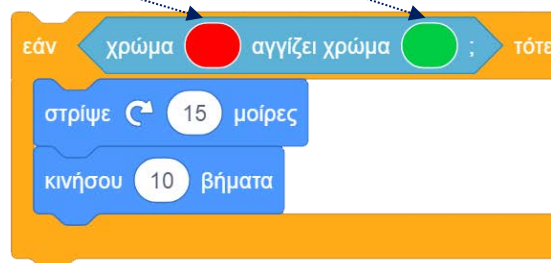 εάν χρώμα αγγίζει χρώμα ; τότε
στρίψε 15 μοίρες
κινήσου 10 βήματα